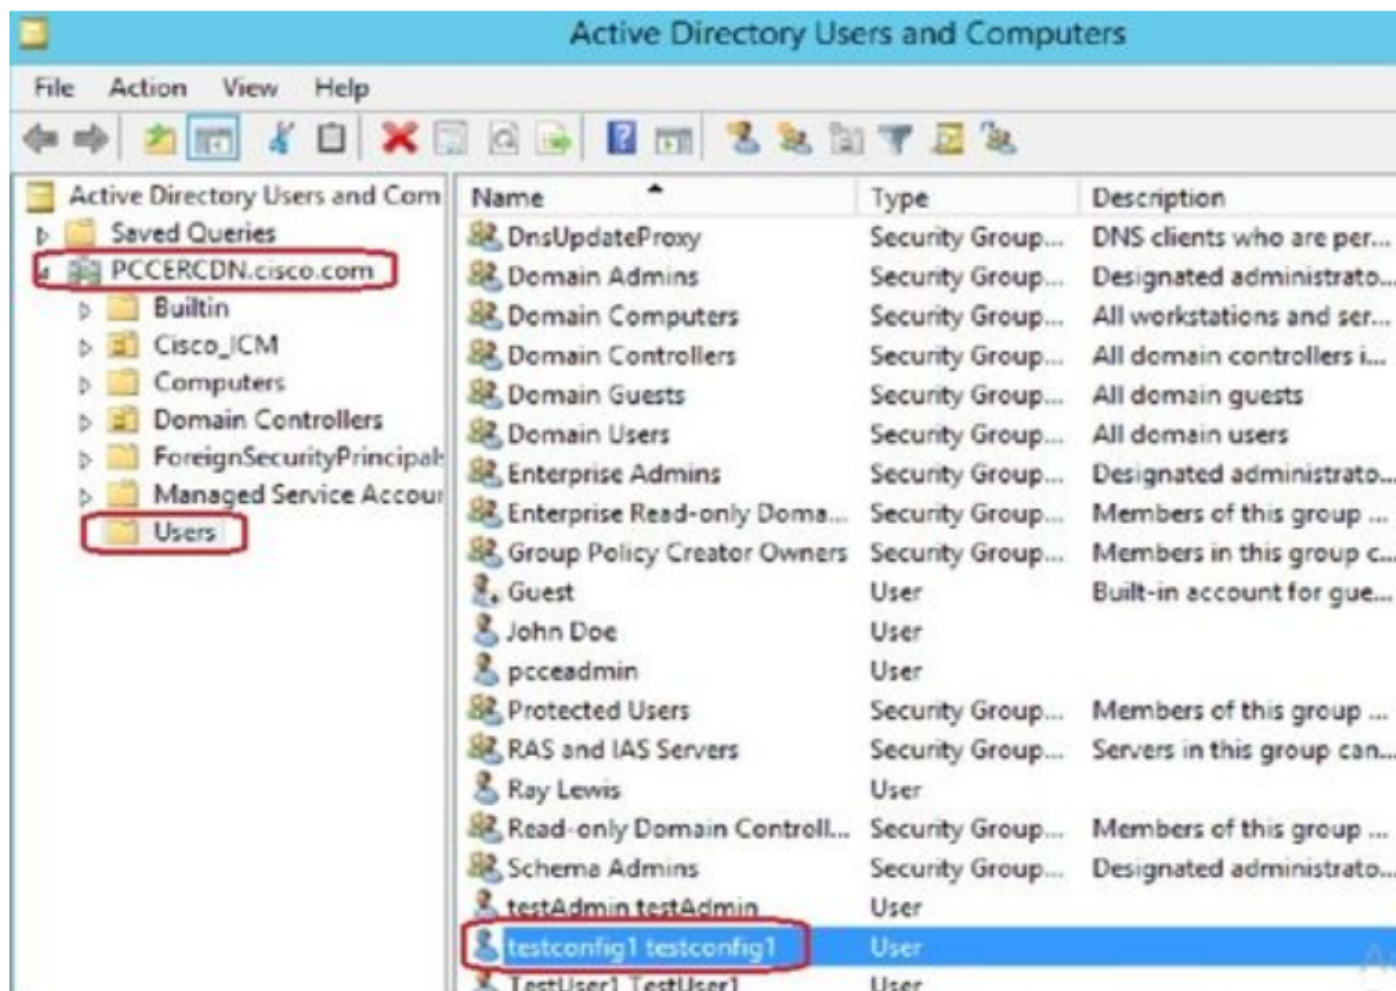 Active Directory Users and Computers
File Action View Help
Active Directory Users and Com
Saved Queries
PCCERCDN.cisco.com
Builtin
Cisco_ICM
Computers
Domain Controllers
ForeignSecurityPrincipals
Managed Service Accour
Users
Name Type Description
DnsUpdateProxy Security Group... DNS clients who are per...
Domain Admins Security Group... Designated administrato...
Domain Computers Security Group... All workstations and ser...
Domain Controllers Security Group... All domain controllers i...
Domain Guests Security Group... All domain guests
Domain Users Security Group... All domain users
Enterprise Admins Security Group... Designated administrato...
Enterprise Read-only Doma... Security Group... Members of this group ...
Group Policy Creator Owners Security Group... Members in this group c...
Guest User Built-in account for gue...
John Doe User
pcceadmin User
Protected Users Security Group... Members of this group ...
RAS and IAS Servers Security Group... Servers in this group can...
Ray Lewis User
Read-only Domain Controll... Security Group... Members of this group ...
Schema Admins Security Group... Designated administrato...
testAdmin testAdmin User
testconfig1 testconfig1 User
TestUser1 TestUser1 User